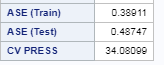 ASE (Train) 0.38911
ASE (Test) 0.48747
CV PRESS 34.08099